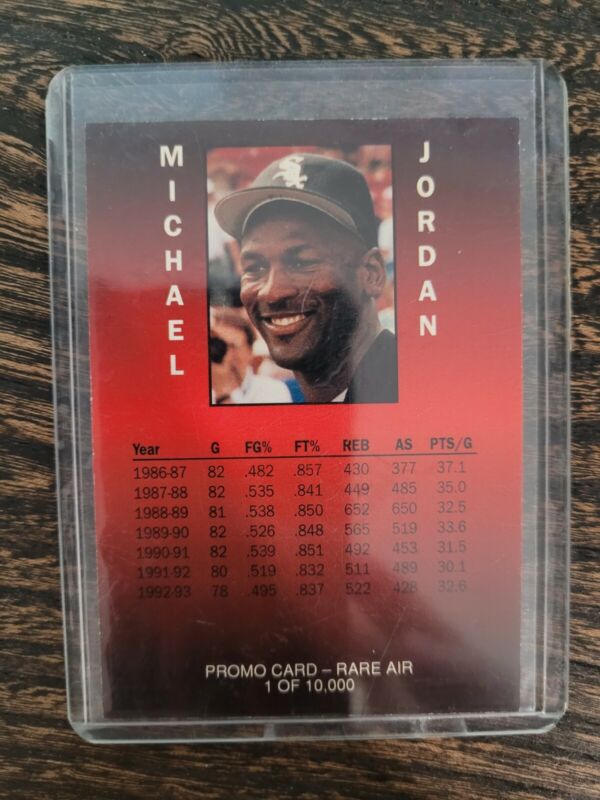 MICHAEL
JORDAN
Year G FG% FT% REB AS PTS/G
1986-87 82 .482 .857 430 377 37.1
1987-88 82 .535 .841 449 485 35.0
1988-89 81 .538 .850 652 650 32.5
1989-90 82 .526 .848 565 519 33.6
1990-91 82 .539 .851 492 453 31.5
1991-92 80 .519 .832 511 489 30.1
1992-93 78 .495 .837 522 428 32.6
PROMO CARD – RARE AIR
1 OF 10,000